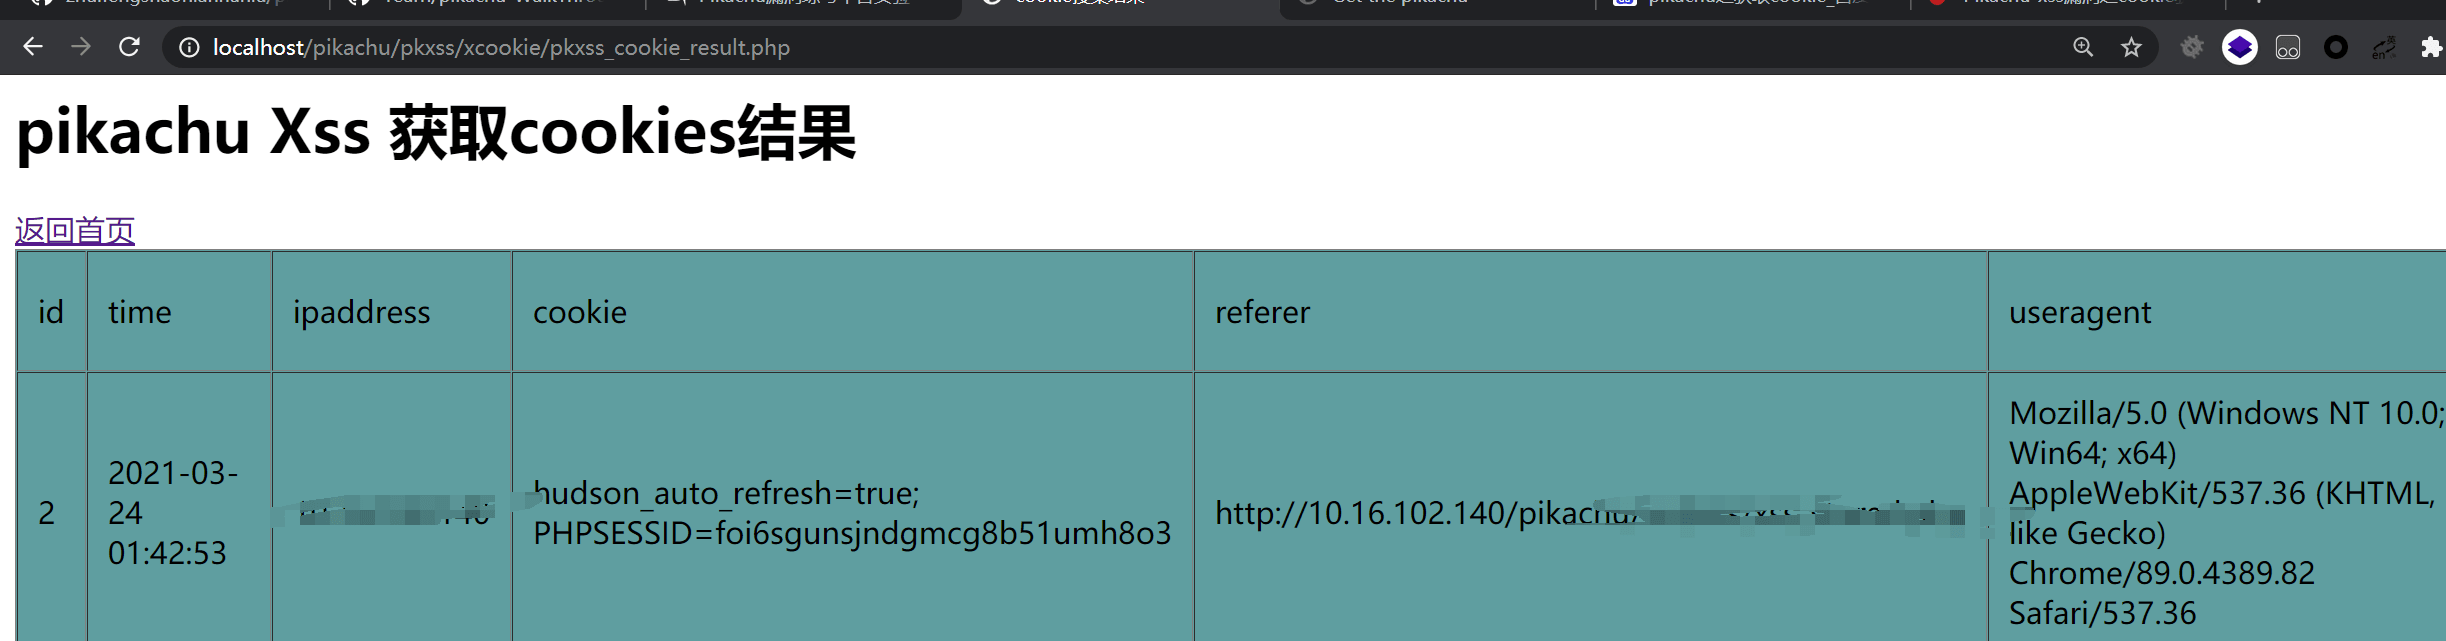 localhost/pikachu/pkxss/xcookie/pkxss_cookie_result.php
pikachu Xss 获取cookies结果
返回首页
id
time
ipaddress
cookie
referer
useragent
2
2021-03-
24
01:42:53
hudson_auto_refresh=true;
PHPSESSID=foi6sgunsjndgmcg8b51umh8o3
http://10.16.102.140/pikachu/
Mozilla/5.0 (Windows NT 10.0;
Win64; x64)
AppleWebKit/537.36 (KHTML,
like Gecko)
Chrome/89.0.4389.82
Safari/537.36